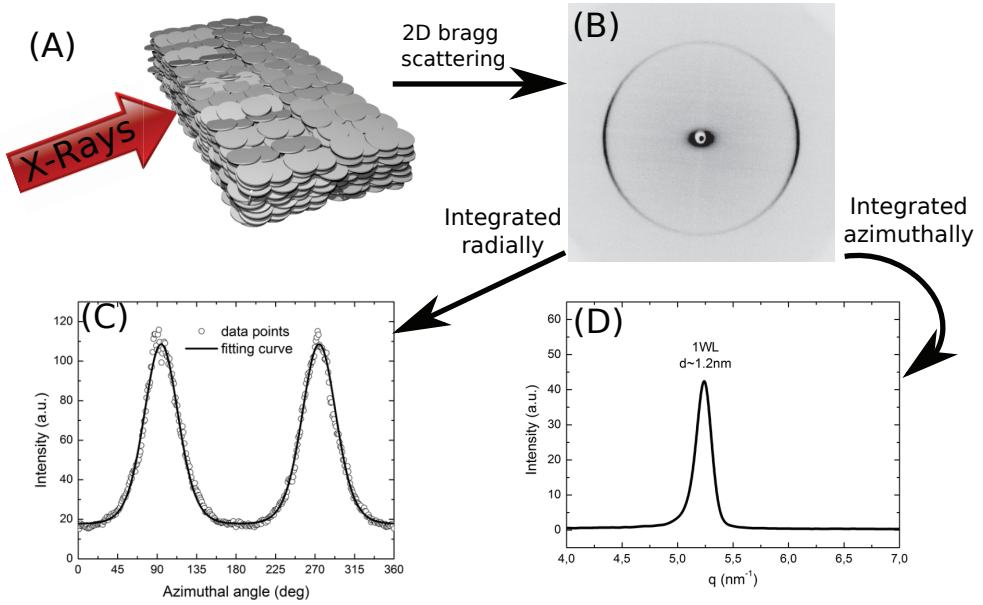 (A)
X-Rays
2D bragg
scattering
(B)
Integrated
radially
Integrated
azimuthally
(C)
120
100
80
60
40
20
0
data points
fitting curve
Intensity (a.u.)
0 45 90 135 180 225 270 315 360
Azimuthal angle (deg)
(D)
60
50
40
30
20
10
0
1WL
d~1.2nm
Intensity (a.u.)
4,0 4,5 5,0 5,5 6,0 6,5 7,0
q (nm⁻¹)